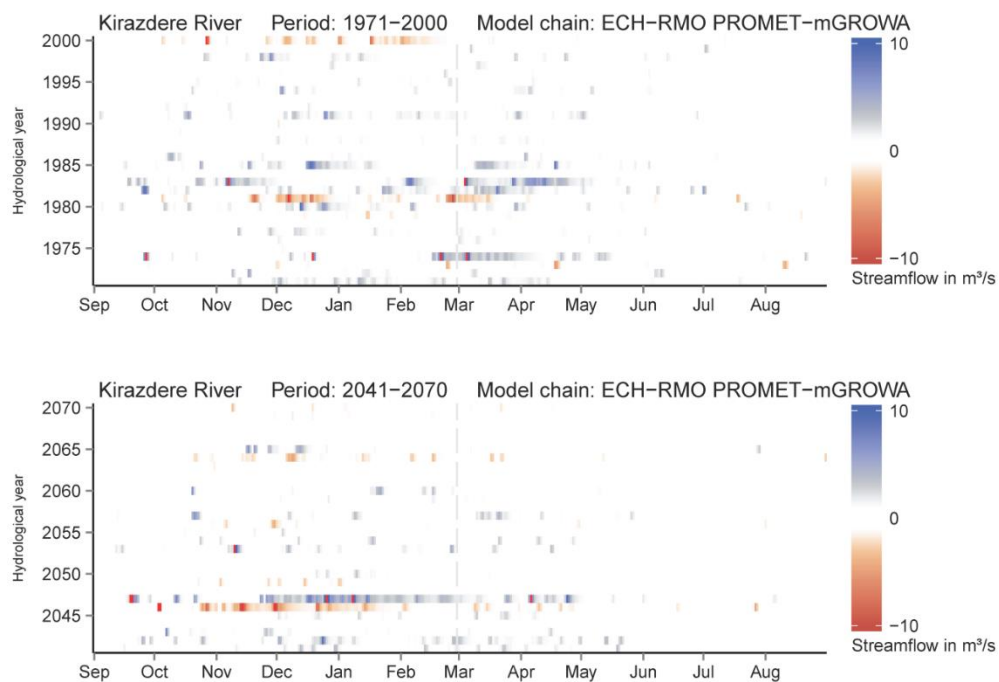 Kirazdere River Period: 1971−2000 Model chain: ECH−RMO PROMET−mGROWA
Hydrological year
2000
1995
1990
1985
1980
1975
Sep Oct Nov Dec Jan Feb Mar Apr May Jun Jul Aug
10
0
−10
Streamflow in m³/s
Kirazdere River Period: 2041−2070 Model chain: ECH−RMO PROMET−mGROWA
Hydrological year
2070
2065
2060
2055
2050
2045
Sep Oct Nov Dec Jan Feb Mar Apr May Jun Jul Aug
10
0
−10
Streamflow in m³/s